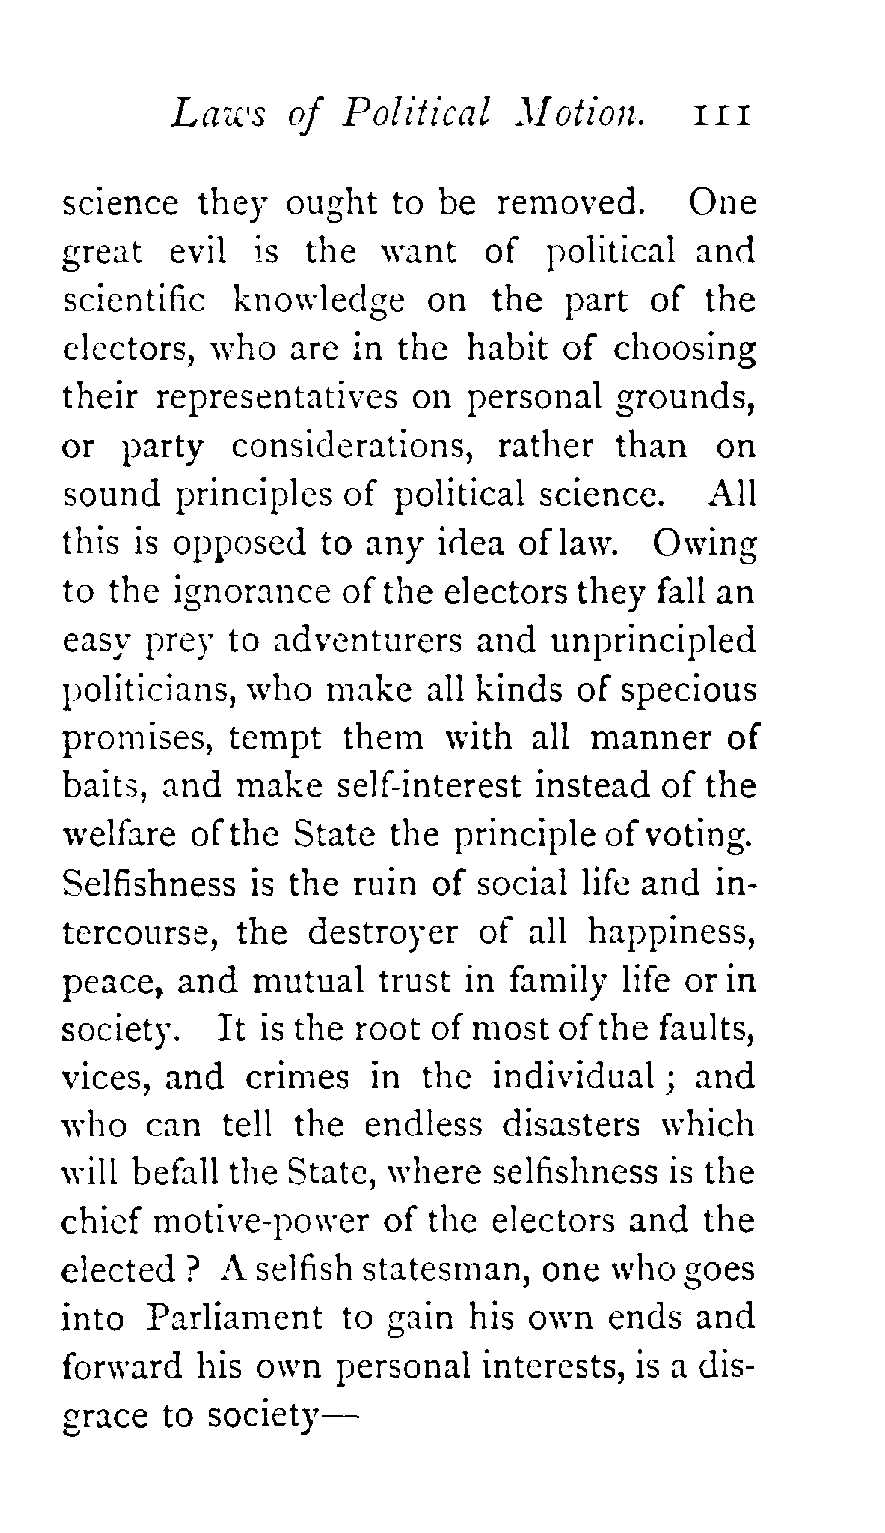 Laws of Political Motion. 111
science they ought to be removed. One
great evil is the want of political and
scientific knowledge on the part of the
electors, who are in the habit of choosing
their representatives on personal grounds,
or party considerations, rather than on
sound principles of political science. All
this is opposed to any idea of law. Owing
to the ignorance of the electors they fall an
easy prey to adventurers and unprincipled
politicians, who make all kinds of specious
promises, tempt them with all manner of
baits, and make self-interest instead of the
welfare of the State the principle of voting.
Selfishness is the ruin of social life and in-
tercourse, the destroyer of all happiness,
peace, and mutual trust in family life or in
society. It is the root of most of the faults,
vices, and crimes in the individual ; and
who can tell the endless disasters which
will befall the State, where selfishness is the
chief motive-power of the electors and the
elected ? A selfish statesman, one who goes
into Parliament to gain his own ends and
forward his own personal interests, is a dis-
grace to society—